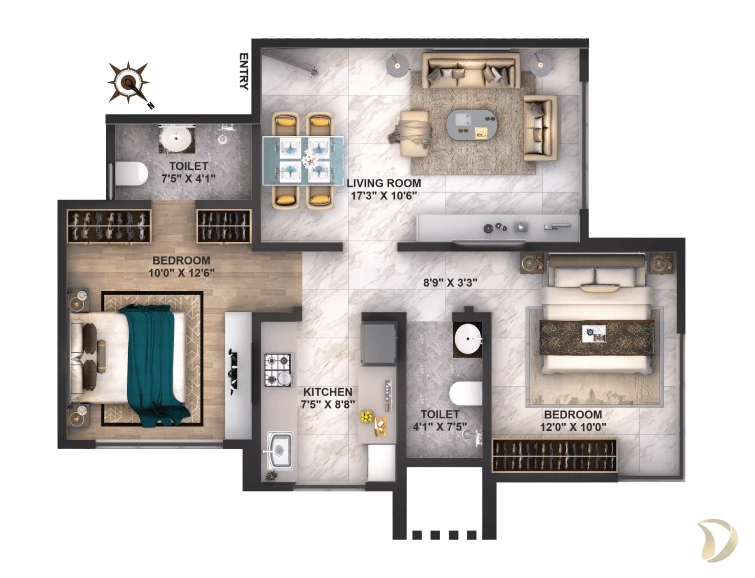 ENTRY
N
TOILET
7'5" X 4'1"
LIVING ROOM
17'3" X 10'6"
BEDROOM
10'0" X 12'6"
8'9" X 3'3"
KITCHEN
7'5" X 8'8"
TOILET
4'1" X 7'5"
BEDROOM
12'0" X 10'0"